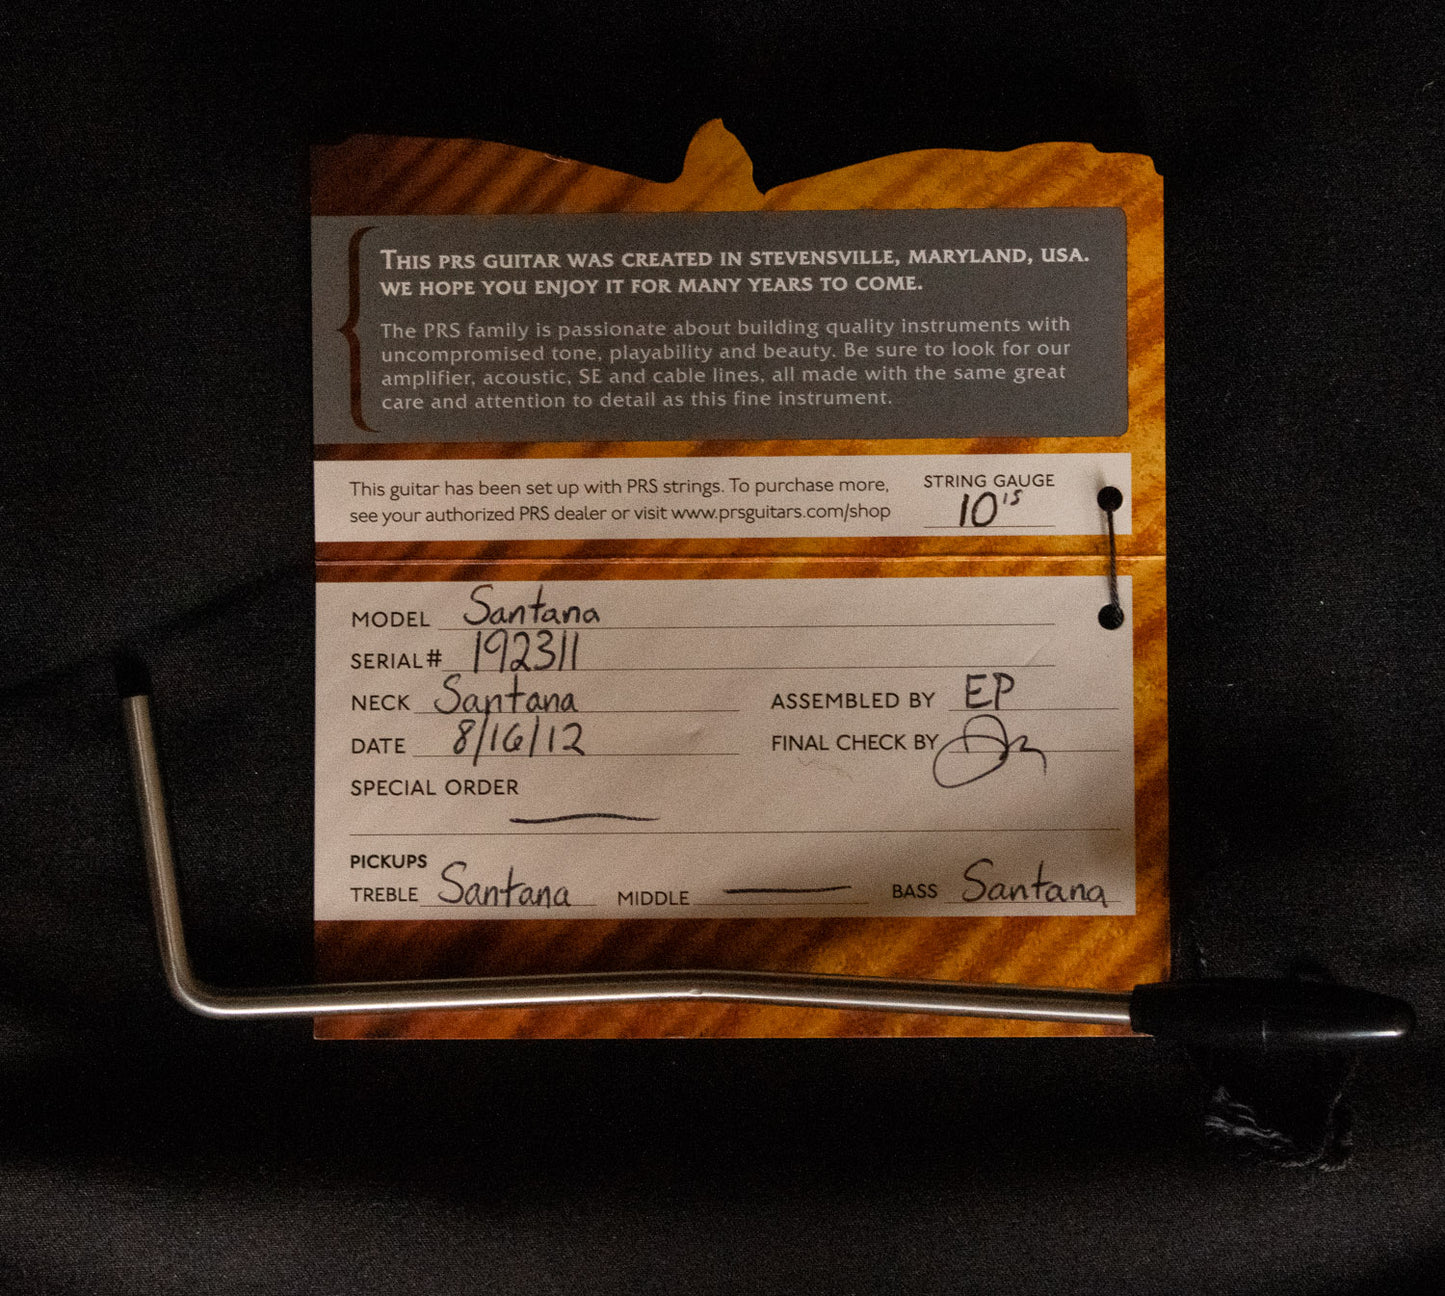 THIS PRS GUITAR WAS CREATED IN STEVENSVILLE, MARYLAND, USA.
WE HOPE YOU ENJOY IT FOR MANY YEARS TO COME.
The PRS family is passionate about building quality instruments with
uncompromised tone, playability and beauty. Be sure to look for our
amplifier, acoustic, SE and cable lines, all made with the same great
care and attention to detail as this fine instrument.
This guitar has been set up with PRS strings. To purchase more,
see your authorized PRS dealer or visit www.prsguitars.com/shop
STRING GAUGE
10's
MODEL Santana
SERIAL# 192311
NECK Santana
ASSEMBLED BY EP
DATE 8/16/12
FINAL CHECK BY
SPECIAL ORDER
PICKUPS
TREBLE Santana MIDDLE BASS Santana